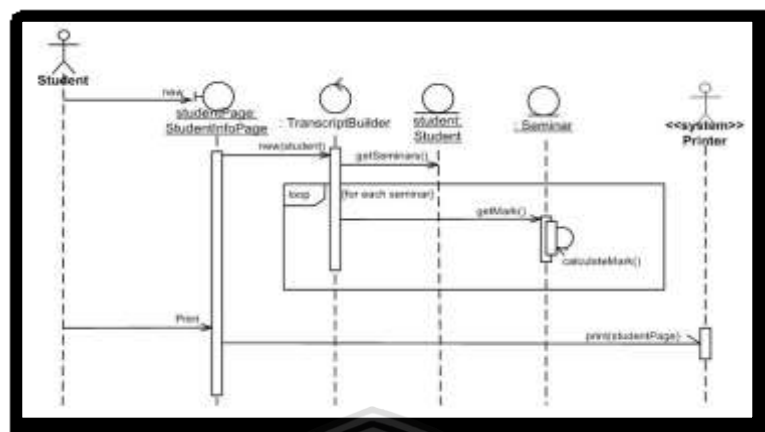 Student
new
studentPage:
StudentInfoPage
: TranscriptBuilder
student:
Student
: Seminar
<<system>>
Printer
new(student)
getSeminars()
loop
{for each seminar}
getMark()
calculateMark()
Print
print(studentPage)